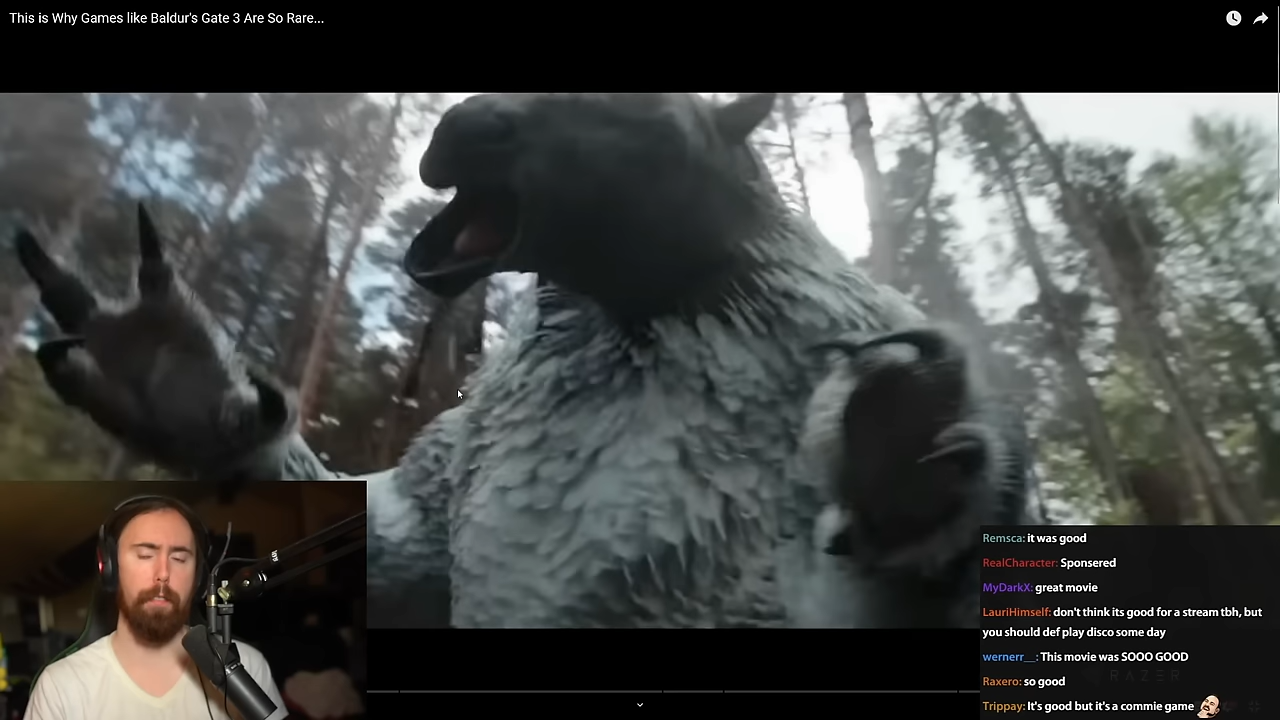 This is Why Games like Baldur's Gate 3 Are So Rare...
Remsca: it was good
RealCharacter: Sponsered
MyDarkX: great movie
LauriHimself: don't think its good for a stream tbh, but
you should def play disco some day
wernerr__: This movie was SOOO GOOD
RAZER
Raxero: so good
Trippay: It's good but it's a commie game